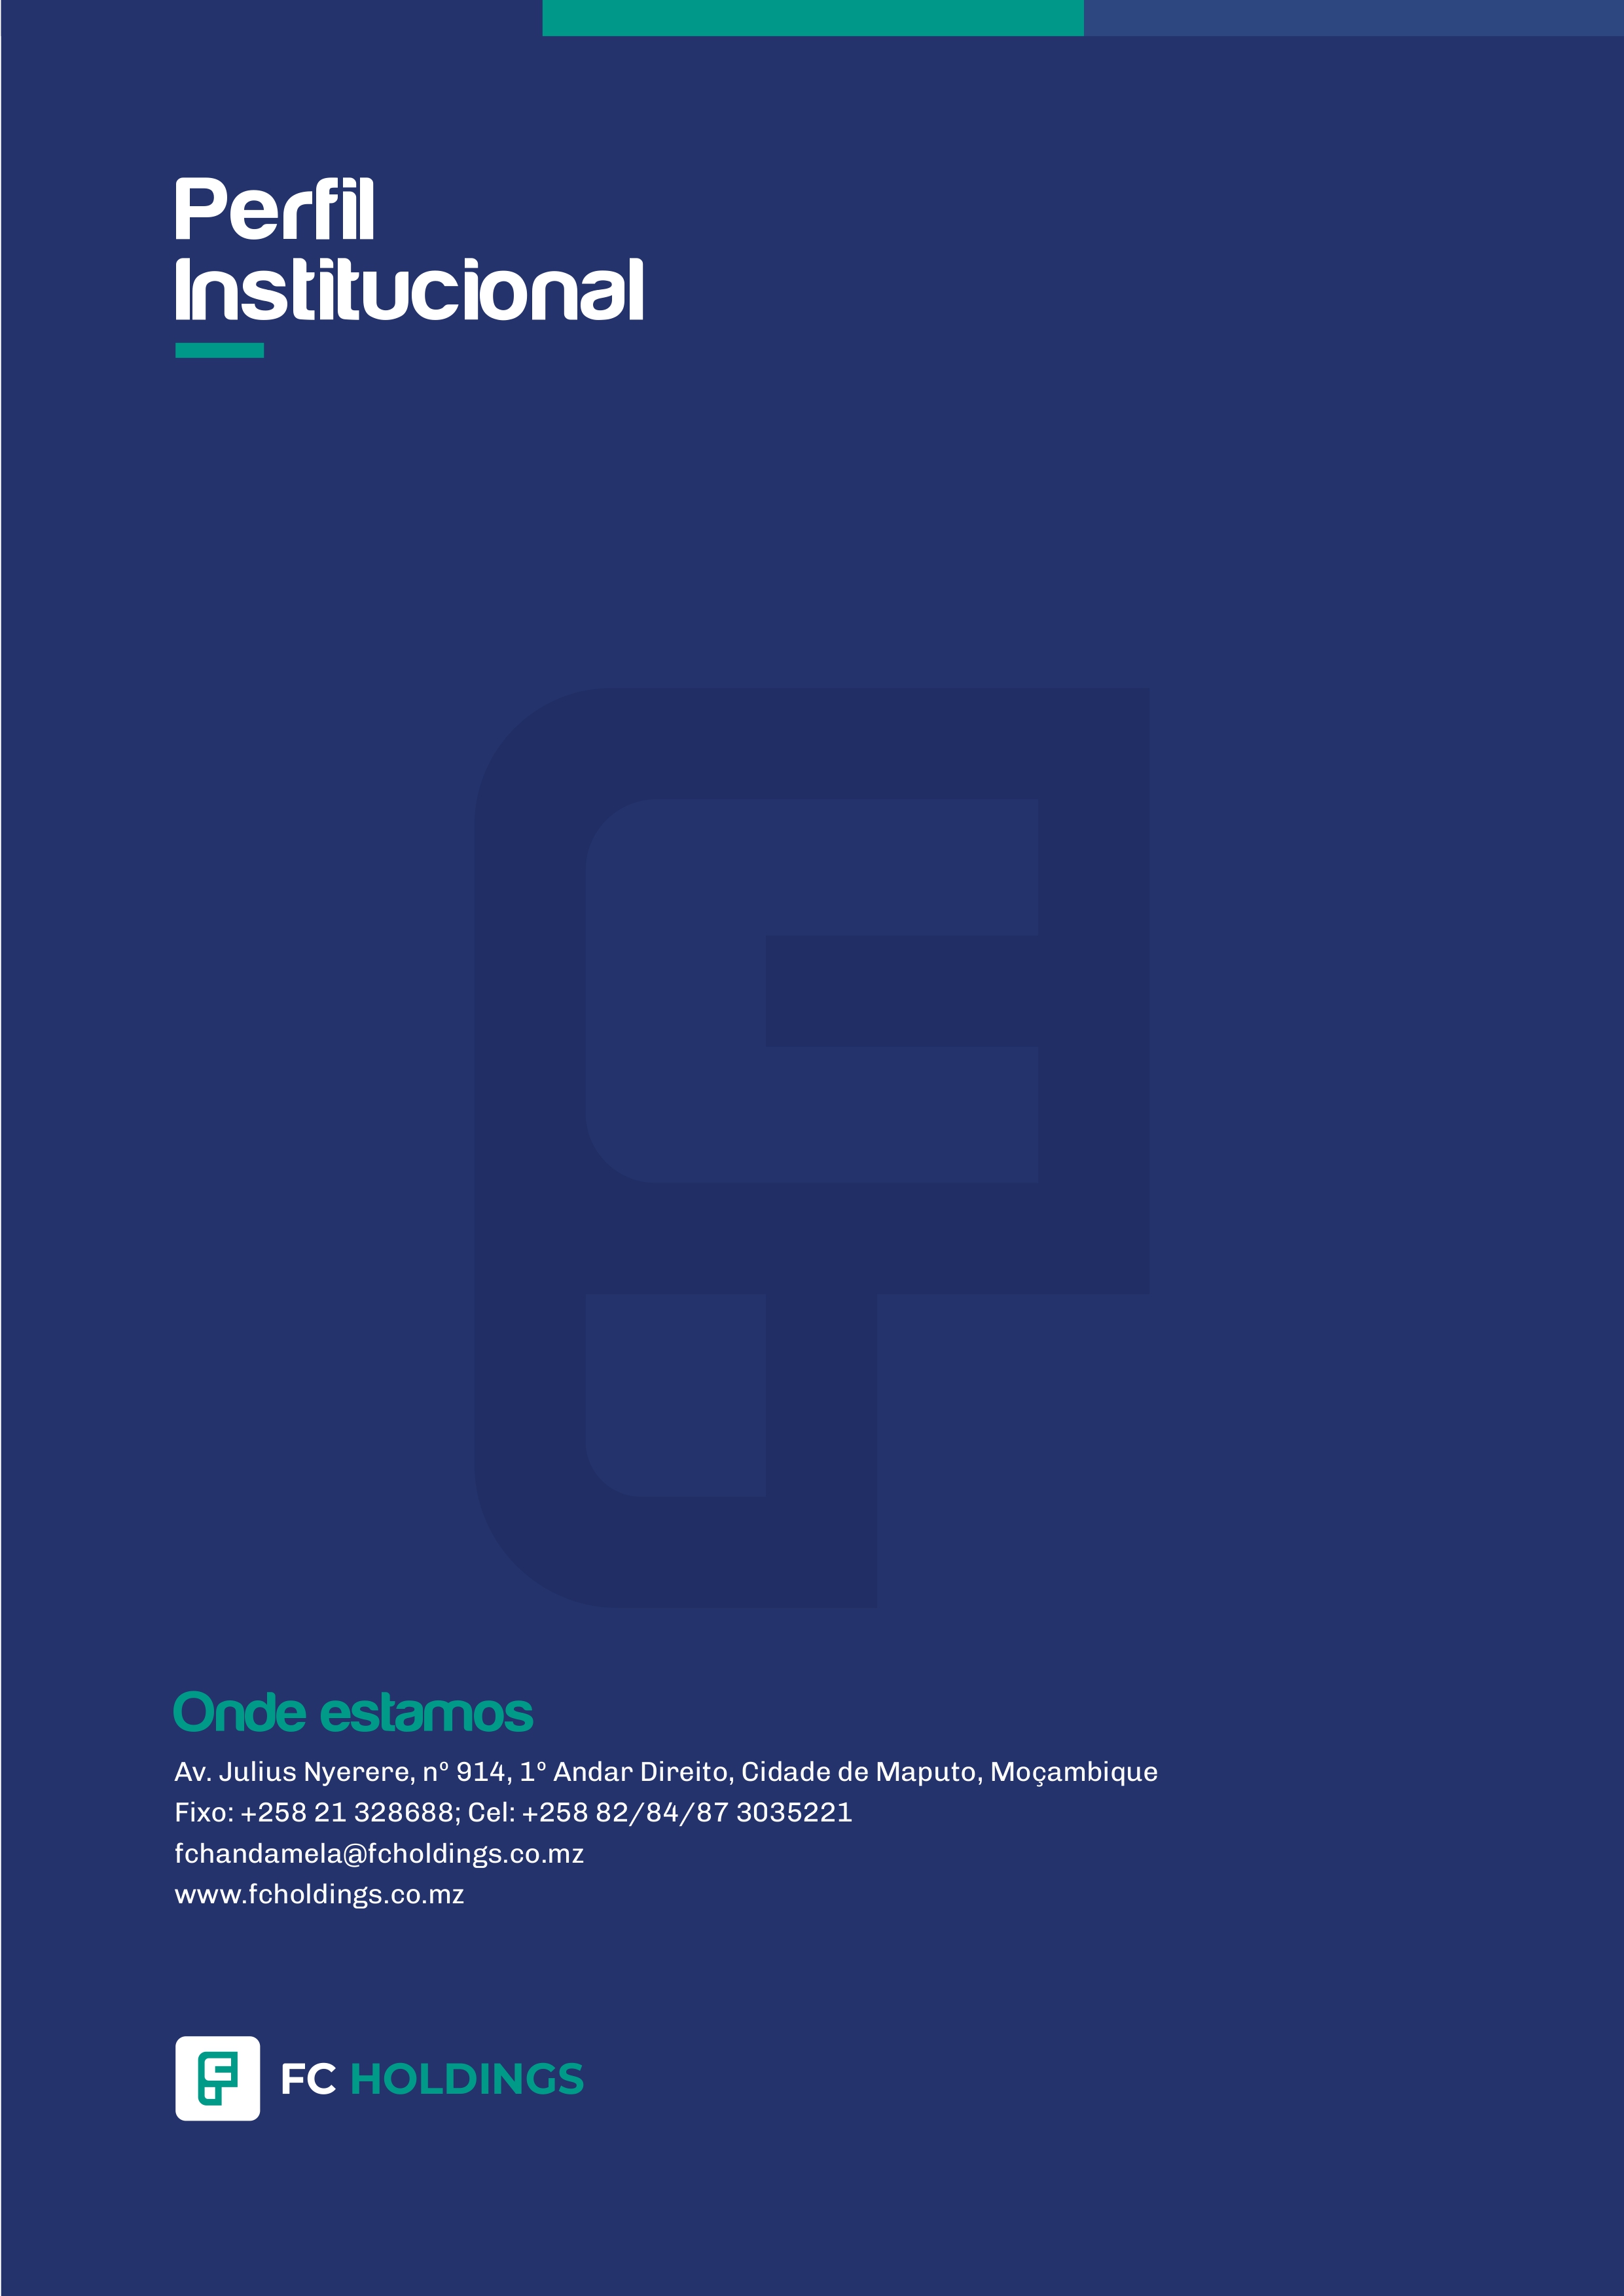 Perfil
Institucional
Onde estamos
Av. Julius Nyerere, nº 914, 1º Andar Direito, Cidade de Maputo, Moçambique
Fixo: +258 21 328688; Cel: +258 82/84/87 3035221
fchandamela@fcholdings.co.mz
www.fcholdings.co.mz
FC HOLDINGS